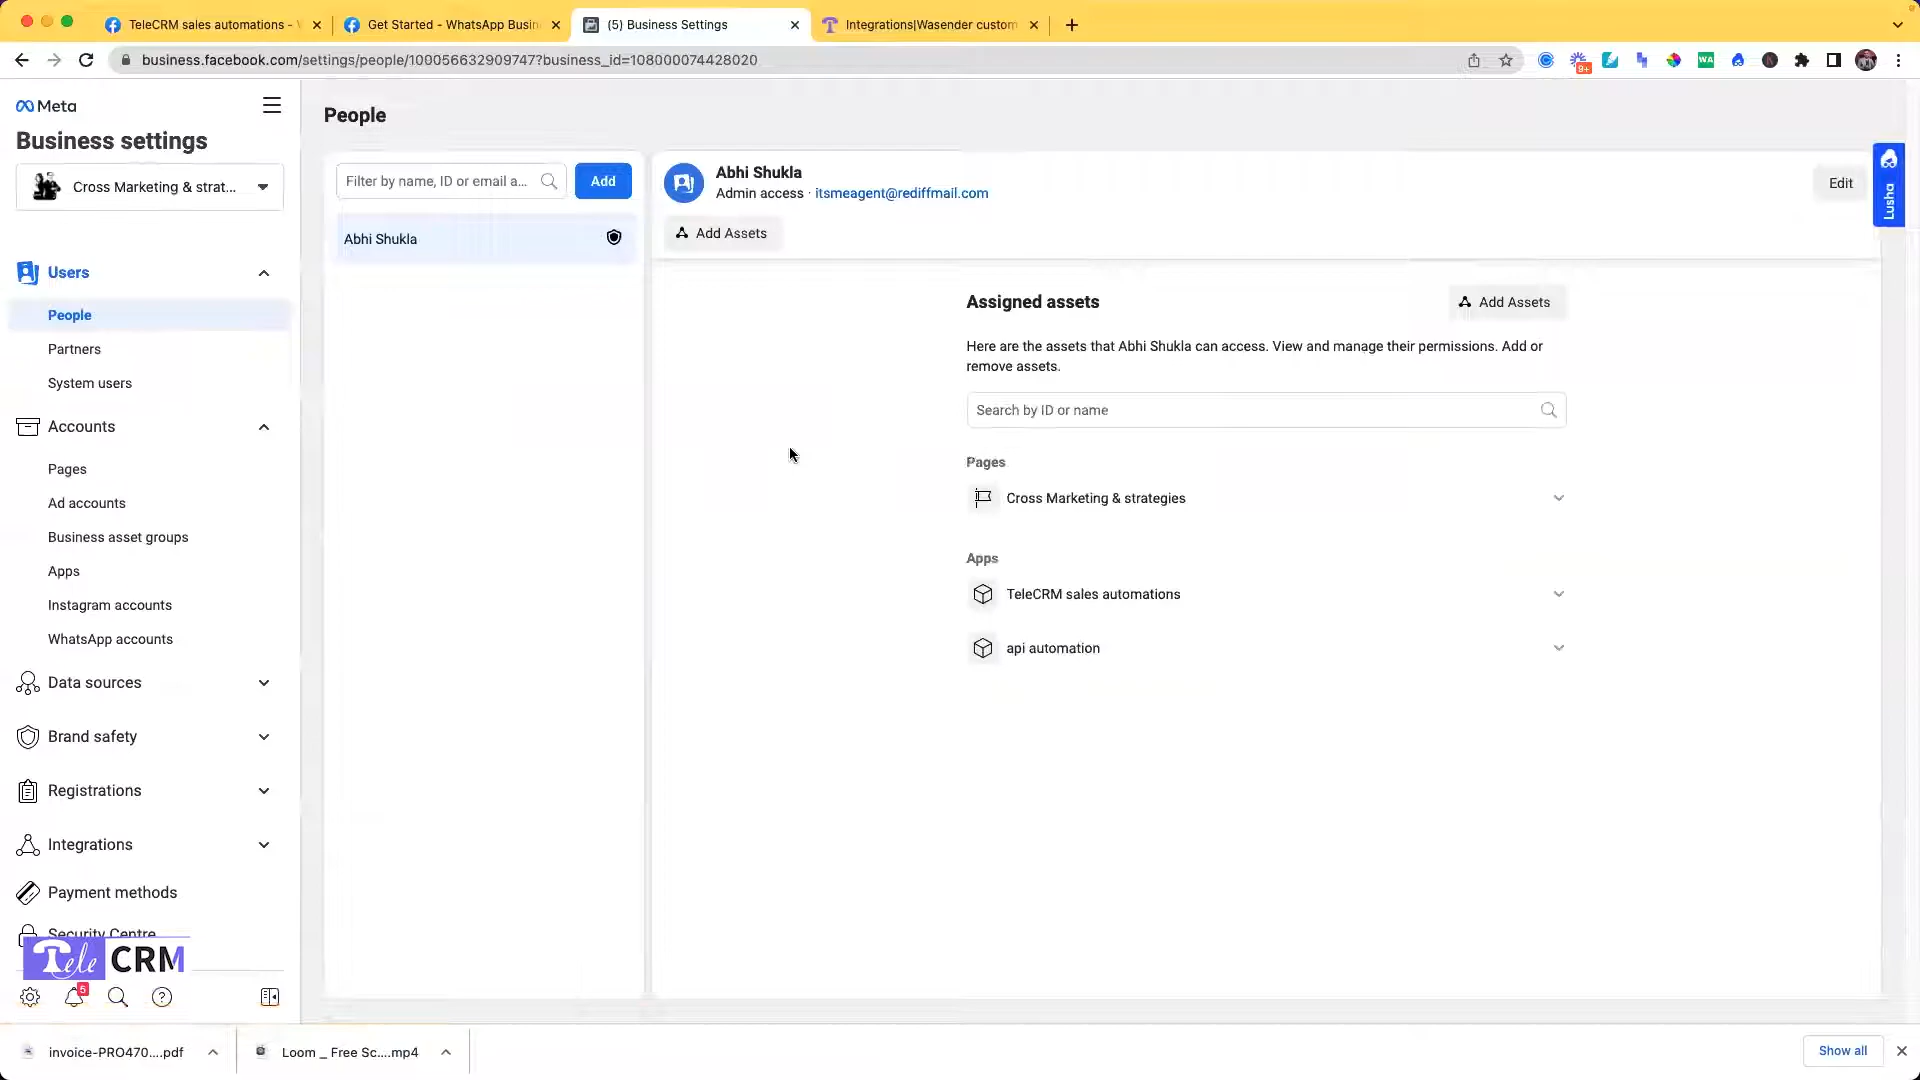 TeleCRM sales automations -
Get Started - WhatsApp Busin
(5) Business Settings
Integrations|Wasender custom
business.facebook.com/settings/people/100056632909747?business_id=108000074428020
9+
WA
Meta
Business settings
Cross Marketing & strat...
Users
People
Partners
System users
Accounts
Pages
Ad accounts
Business asset groups
Apps
Instagram accounts
WhatsApp accounts
Data sources
Brand safety
Registrations
Integrations
Payment methods
Security Centre
Tele CRM
5
People
Filter by name, ID or email a...
Add
Abhi Shukla
Abhi Shukla
Admin access · itsmeagent@rediffmail.com
Edit
Lusha
Add Assets
Assigned assets
Add Assets
Here are the assets that Abhi Shukla can access. View and manage their permissions. Add or
remove assets.
Search by ID or name
Pages
Cross Marketing & strategies
Apps
TeleCRM sales automations
api automation
invoice-PRO470....pdf
Loom _ Free Sc....mp4
Show all